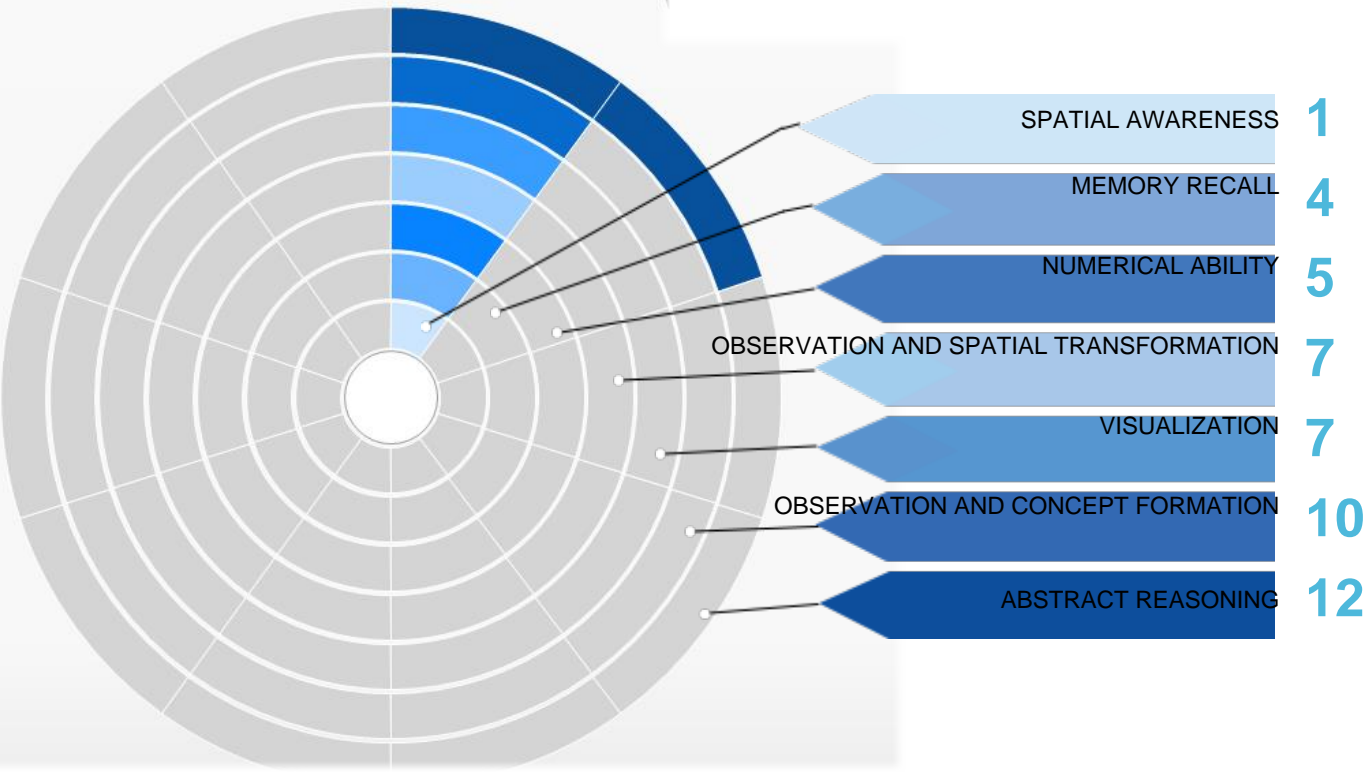 SPATIAL AWARENESS 1
MEMORY RECALL 4
NUMERICAL ABILITY 5
OBSERVATION AND SPATIAL TRANSFORMATION 7
VISUALIZATION 7
OBSERVATION AND CONCEPT FORMATION 10
ABSTRACT REASONING 12